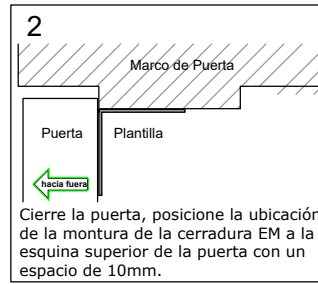 2
Marco de Puerta
Puerta
Plantilla
hacia fuera
Cierre la puerta, posicione la ubicación
de la montura de la cerradura EM a la
esquina superior de la puerta con un
espacio de 10mm.